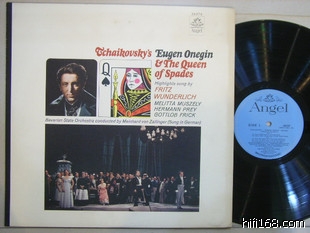 Angel
Tchaikovsky's Eugen Onegin
& The Queen
of Spades
Highlights sung by
FRITZ
WUNDERLICH
MELITTA MUSZELY
HERMANN PREY
GOTTLOB FRICK
Bavarian State Orchestra conducted by Meinhard von Zallinger (Sung in German)
Q
Angel
hifi168.com